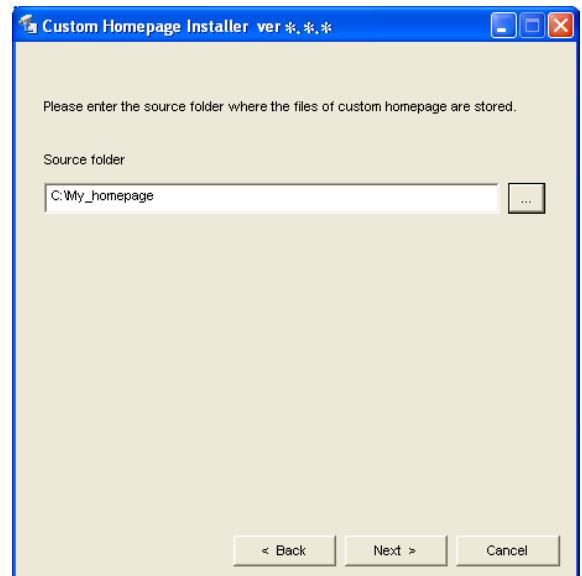 Custom Homepage Installer ver *.*.*
Please enter the source folder where the files of custom homepage are stored.
Source folder
C:\My_homepage
...
< Back
Next >
Cancel